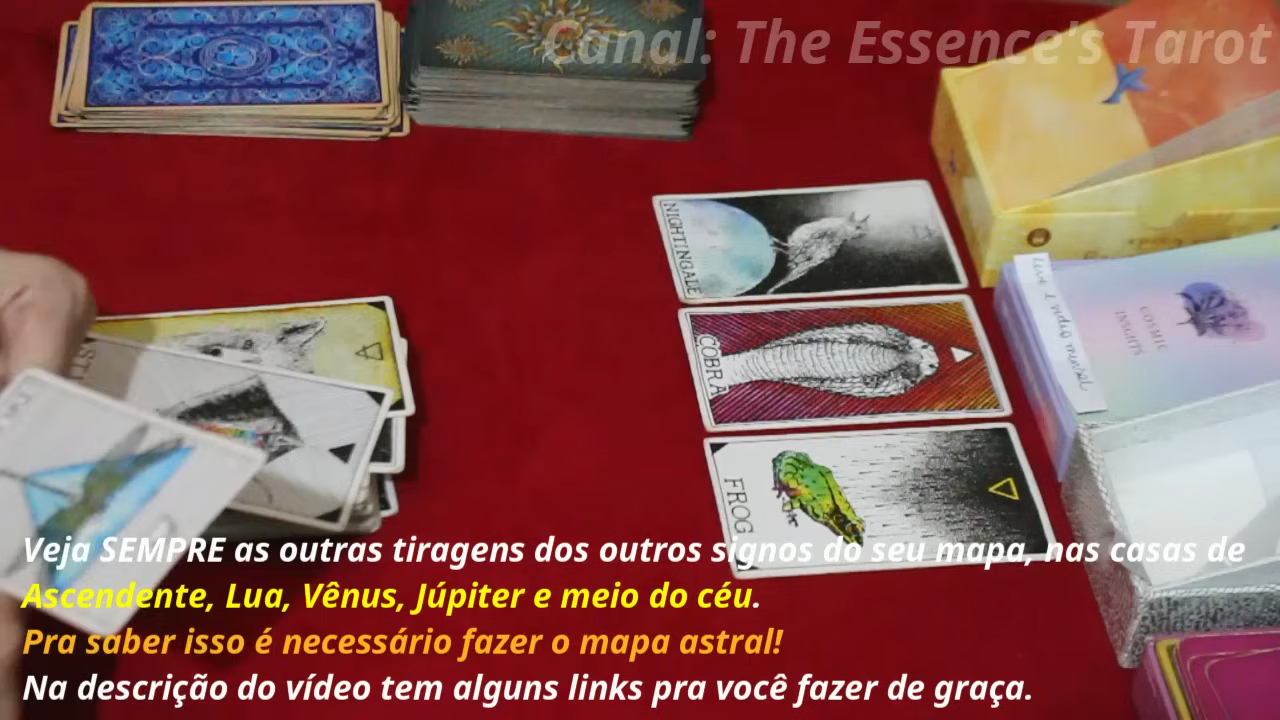 Canal: The Essence's Tarot
NIGHTINGALE
COBRA
FROG
COSMIC
INSIGHTS
Veja SEMPRE as outras tiragens dos outros signos do seu mapa, nas casas de
Ascendente, Lua, Vênus, Júpiter e meio do céu.
Pra saber isso é necessário fazer o mapa astral!
Na descrição do vídeo tem alguns links pra você fazer de graça.